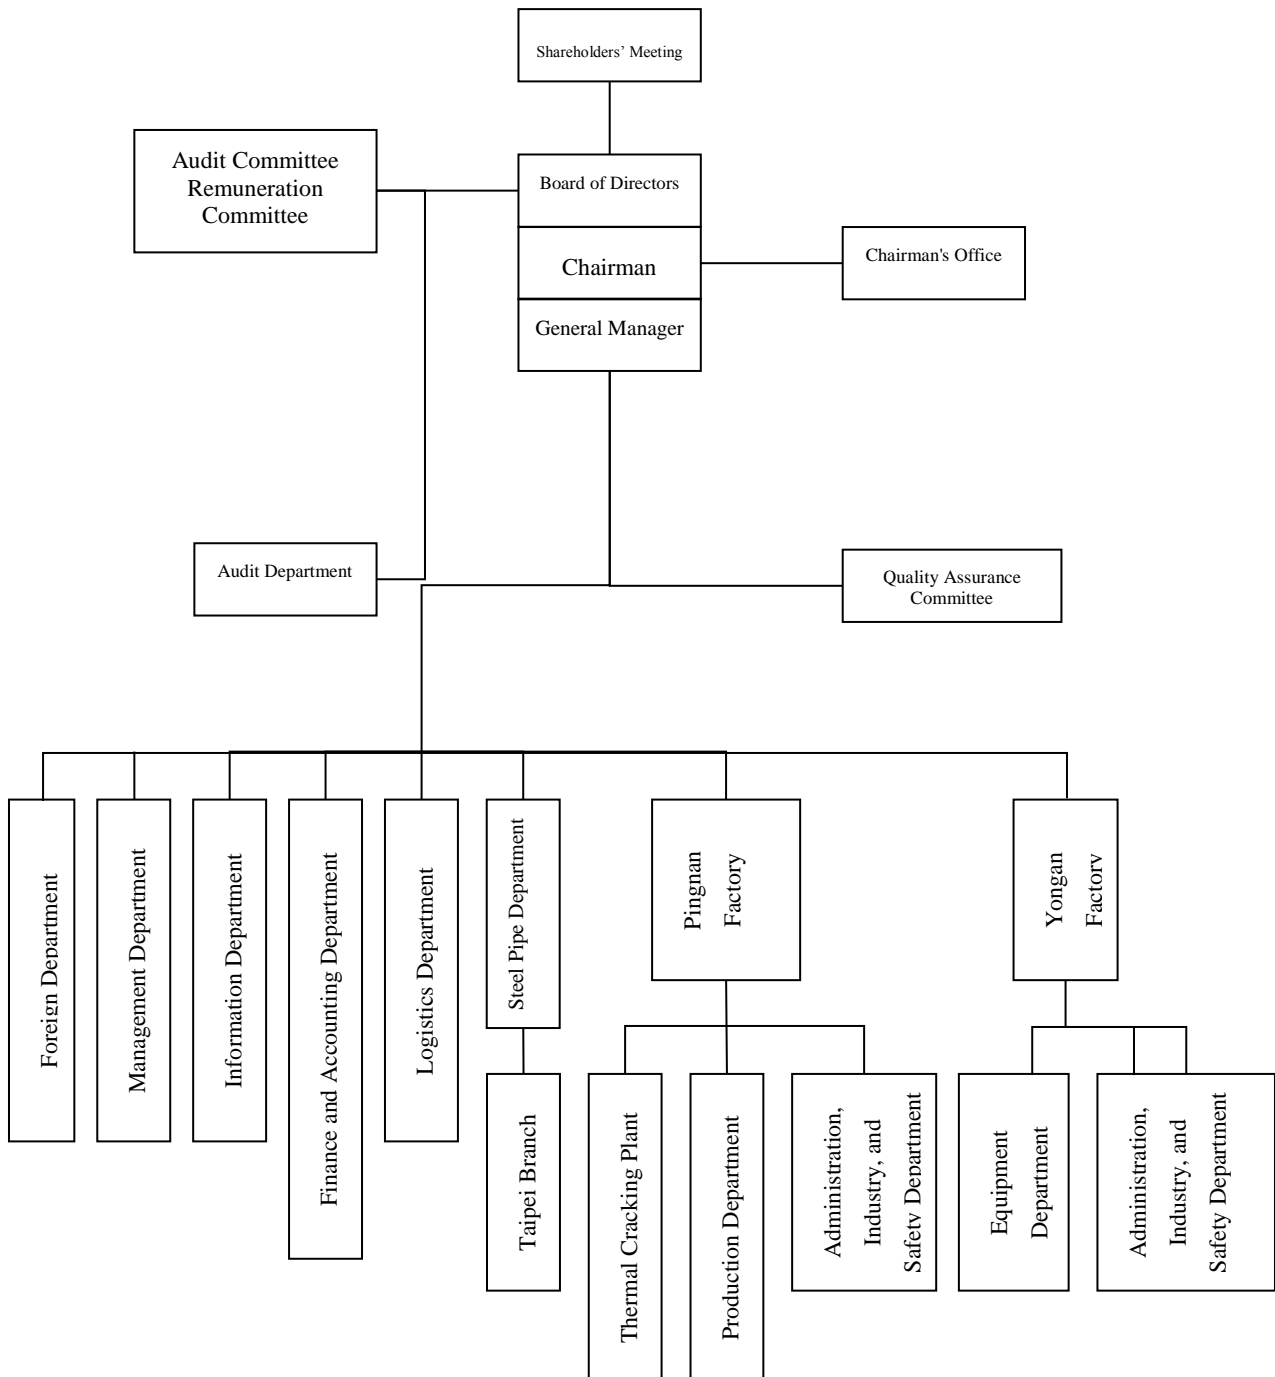 Shareholders’ Meeting
Audit Committee
Remuneration
Committee
Board of Directors
Chairman
Chairman's Office
General Manager
Audit Department
Quality Assurance
Committee
Foreign Department
Management Department
Information Department
Finance and Accounting Department
Logistics Department
Steel Pipe Department
Pingnan
Factory
Yongan
Factory
Taipei Branch
Thermal Cracking Plant
Production Department
Administration,
Industry, and
Safety Department
Equipment
Department
Administration,
Industry, and
Safety Department